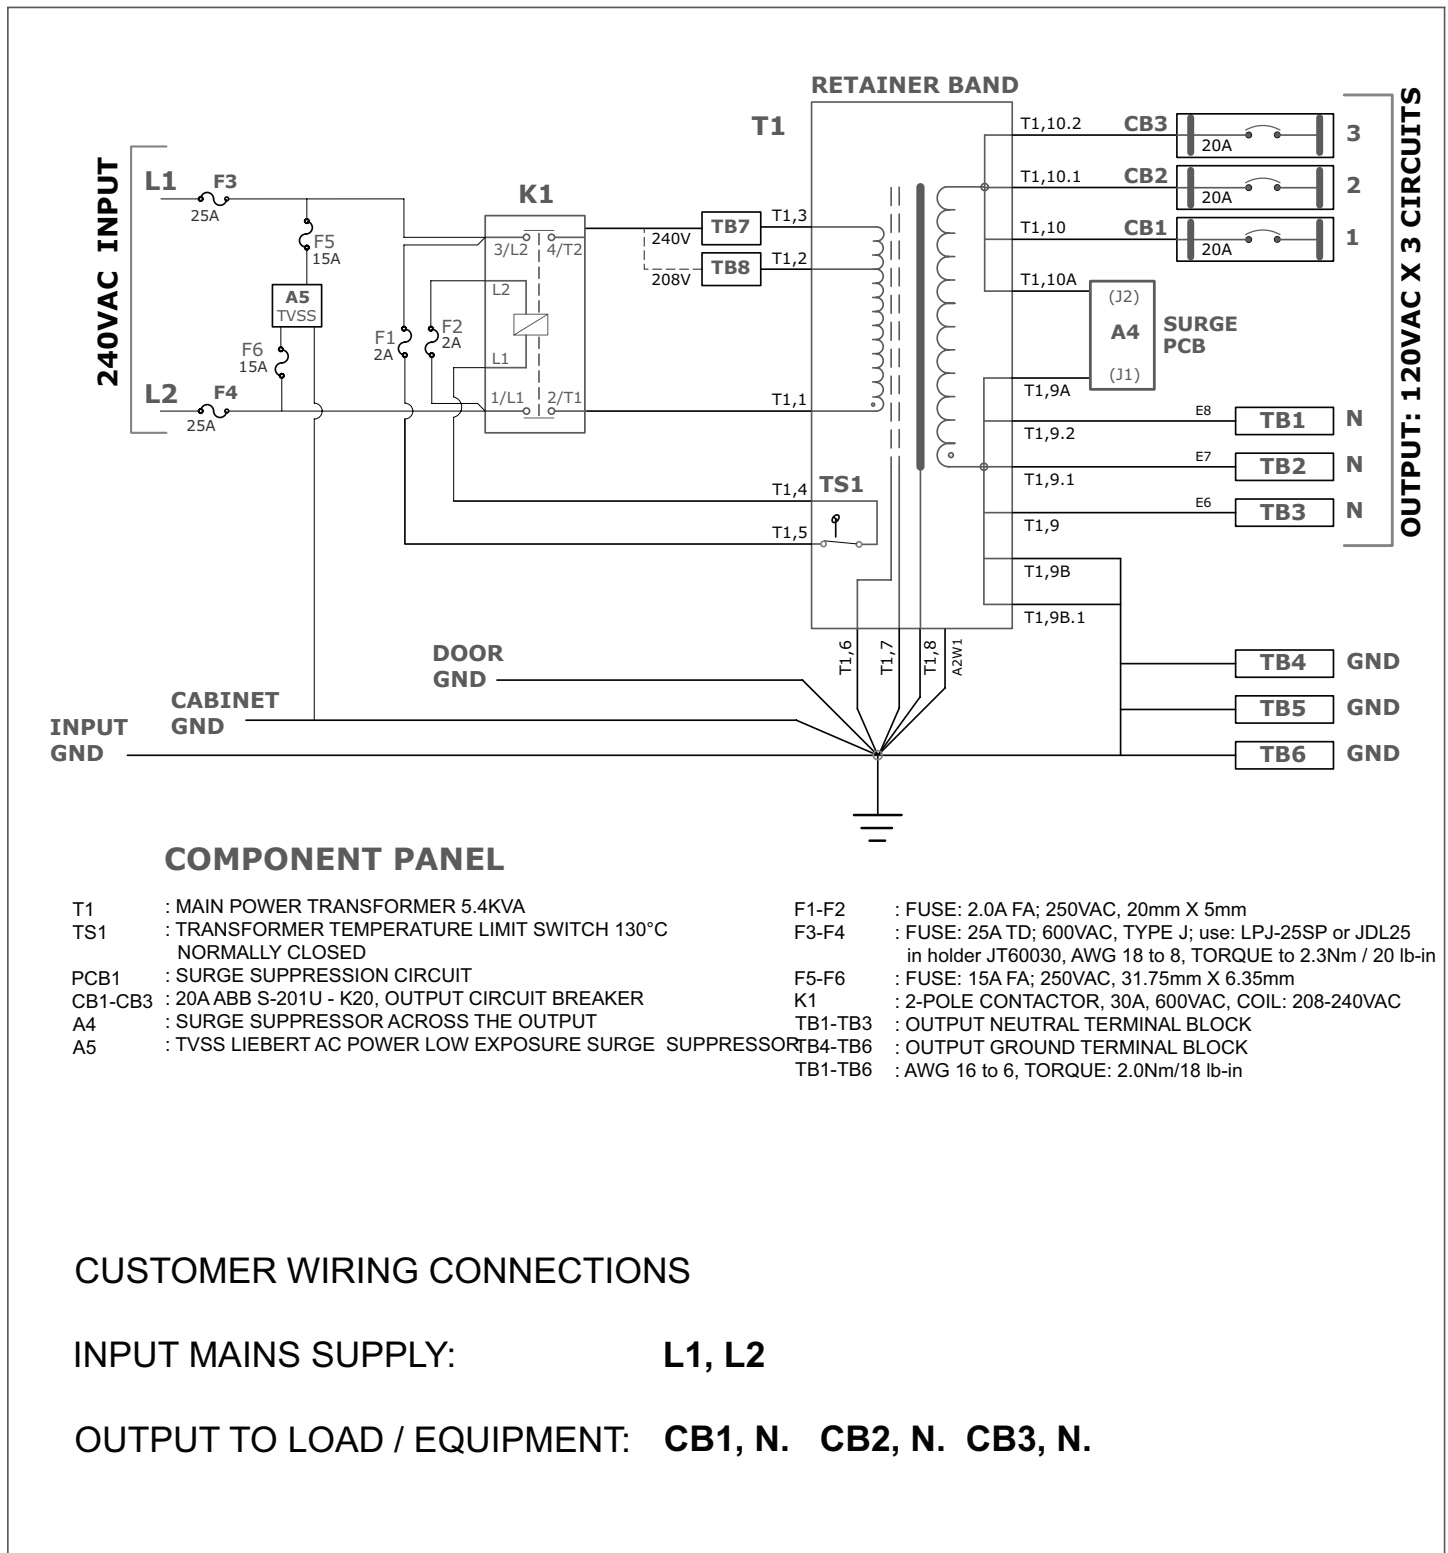 RETAINER BAND
T1
240VAC INPUT
L1
F3
25A
F5
15A
A5
TVSS
F6
15A
L2
F4
25A
F1
2A
F2
2A
K1
3/L2
4/T2
L2
L1
1/L1
2/T1
240V
208V
TB7
TB8
T1,3
T1,2
T1,1
T1,4
T1,5
TS1
T1,10.2
CB3
20A
3
T1,10.1
CB2
20A
2
T1,10
CB1
20A
1
T1,10A
(J2)
A4
(J1)
SURGE
PCB
T1,9A
E8
TB1
N
T1,9.2
E7
TB2
N
T1,9.1
E6
TB3
N
T1,9
T1,9B
T1,9B.1
OUTPUT: 120VAC X 3 CIRCUITS
T1,6
T1,7
T1,8
A2W1
TB4
GND
TB5
GND
TB6
GND
DOOR
GND
CABINET
GND
INPUT
GND
COMPONENT PANEL
T1 : MAIN POWER TRANSFORMER 5.4KVA
TS1 : TRANSFORMER TEMPERATURE LIMIT SWITCH 130°C
NORMALLY CLOSED
PCB1 : SURGE SUPPRESSION CIRCUIT
CB1-CB3 : 20A ABB S-201U - K20, OUTPUT CIRCUIT BREAKER
A4 : SURGE SUPPRESSOR ACROSS THE OUTPUT
A5 : TVSS LIEBERT AC POWER LOW EXPOSURE SURGE SUPPRESSOR
F1-F2 : FUSE: 2.0A FA; 250VAC, 20mm X 5mm
F3-F4 : FUSE: 25A TD; 600VAC, TYPE J; use: LPJ-25SP or JDL25
in holder JT60030, AWG 18 to 8, TORQUE to 2.3Nm / 20 lb-in
F5-F6 : FUSE: 15A FA; 250VAC, 31.75mm X 6.35mm
K1 : 2-POLE CONTACTOR, 30A, 600VAC, COIL: 208-240VAC
TB1-TB3 : OUTPUT NEUTRAL TERMINAL BLOCK
TB4-TB6 : OUTPUT GROUND TERMINAL BLOCK
TB1-TB6 : AWG 16 to 6, TORQUE: 2.0Nm/18 lb-in
CUSTOMER WIRING CONNECTIONS
INPUT MAINS SUPPLY: L1, L2
OUTPUT TO LOAD / EQUIPMENT: CB1, N. CB2, N. CB3, N.